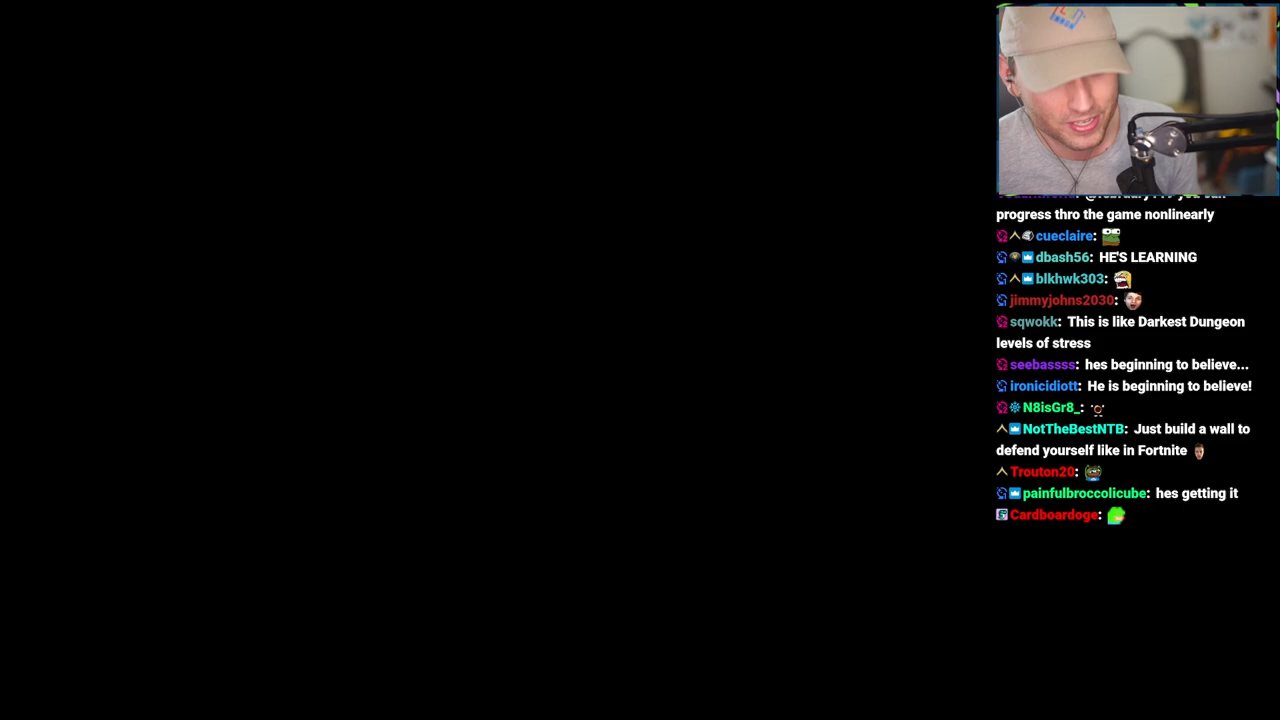 progress thro the game nonlinearly
cueclaire:
dbash56: HE'S LEARNING
blkhwk303:
jimmyjohns2030:
sqwokk: This is like Darkest Dungeon
levels of stress
seebassss: hes beginning to believe...
ironicidiott: He is beginning to believe!
N8isGr8_:
NotTheBestNTB: Just build a wall to
defend yourself like in Fortnite
Trouton20:
painfulbroccolicube: hes getting it
Cardboardoge: